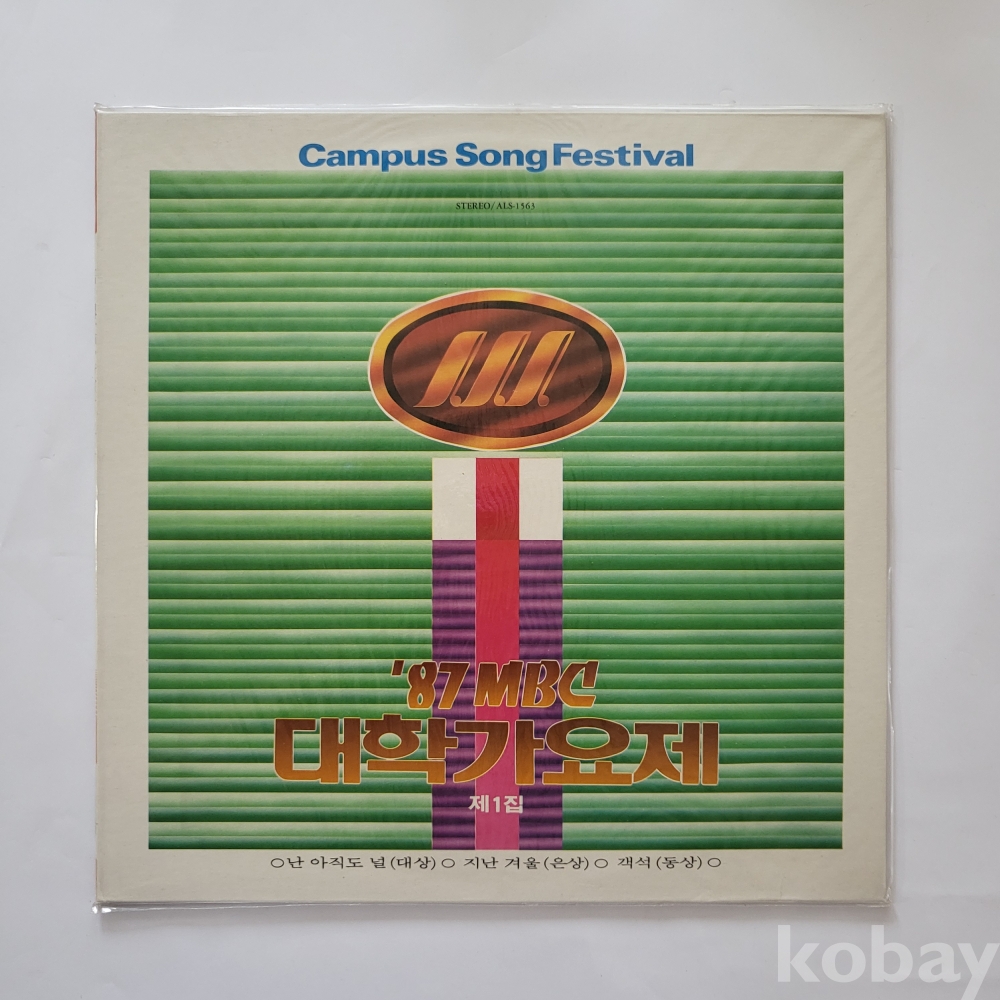 Campus Song Festival
STEREO/ALS-1563
'87 MBC
대학가요제
제1집
○난 아직도 널(대상)○ 지난 겨울(은상)○ 객석(동상)○
kobay